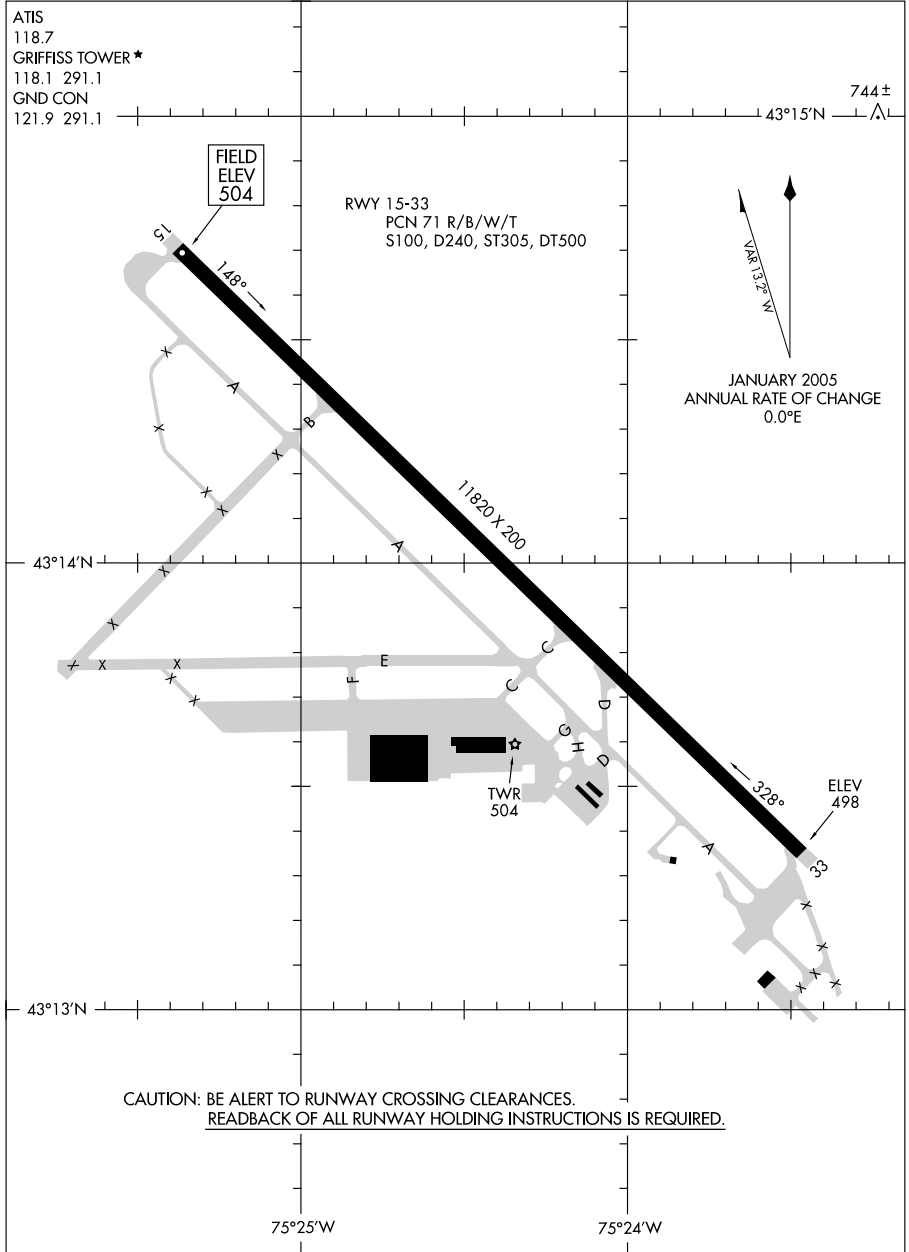 ATIS
118.7
GRIFFISS TOWER★
118.1 291.1
GND CON
121.9 291.1
744±
43°15'N
FIELD
ELEV
504
RWY 15-33
PCN 71 R/B/W/T
S100, D240, ST305, DT500
15
148°
VAR 13.2° W
JANUARY 2005
ANNUAL RATE OF CHANGE
0.0°E
X
A
B
X
X
X
X
11820 X 200
A
43°14'N
X
X
C
X
X
X
E
X
F
C
X
D
G
H
D
TWR
504
328°
ELEV
498
A
33
X
X
X
X
X
43°13'N
CAUTION: BE ALERT TO RUNWAY CROSSING CLEARANCES.
READBACK OF ALL RUNWAY HOLDING INSTRUCTIONS IS REQUIRED.
75°25'W
75°24'W